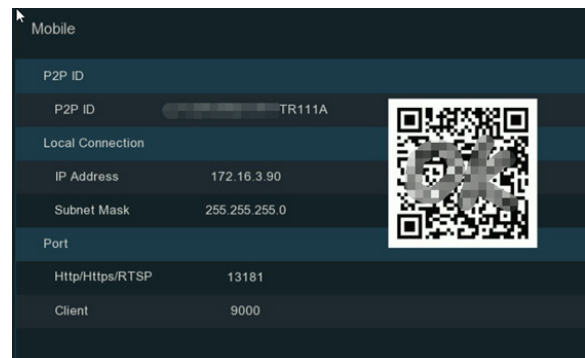 Mobile
P2P ID
P2P ID TR111A
Local Connection
IP Address 172.16.3.90
Subnet Mask 255.255.255.0
Port
Http/Https/RTSP 13181
Client 9000
OK